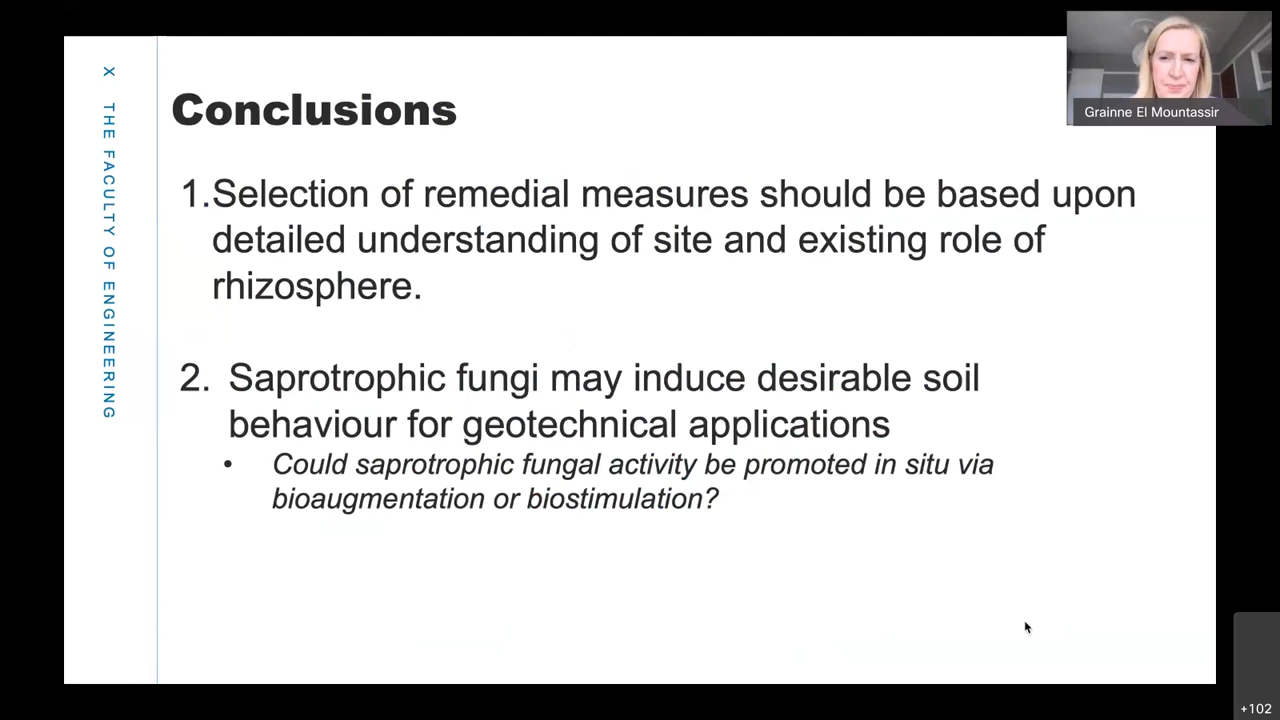 X THE FACULTY OF ENGINEERING
Conclusions
Grainne El Mountassir
1.Selection of remedial measures should be based upon
detailed understanding of site and existing role of
rhizosphere.
2. Saprotrophic fungi may induce desirable soil
behaviour for geotechnical applications
• Could saprotrophic fungal activity be promoted in situ via
bioaugmentation or biostimulation?
+102